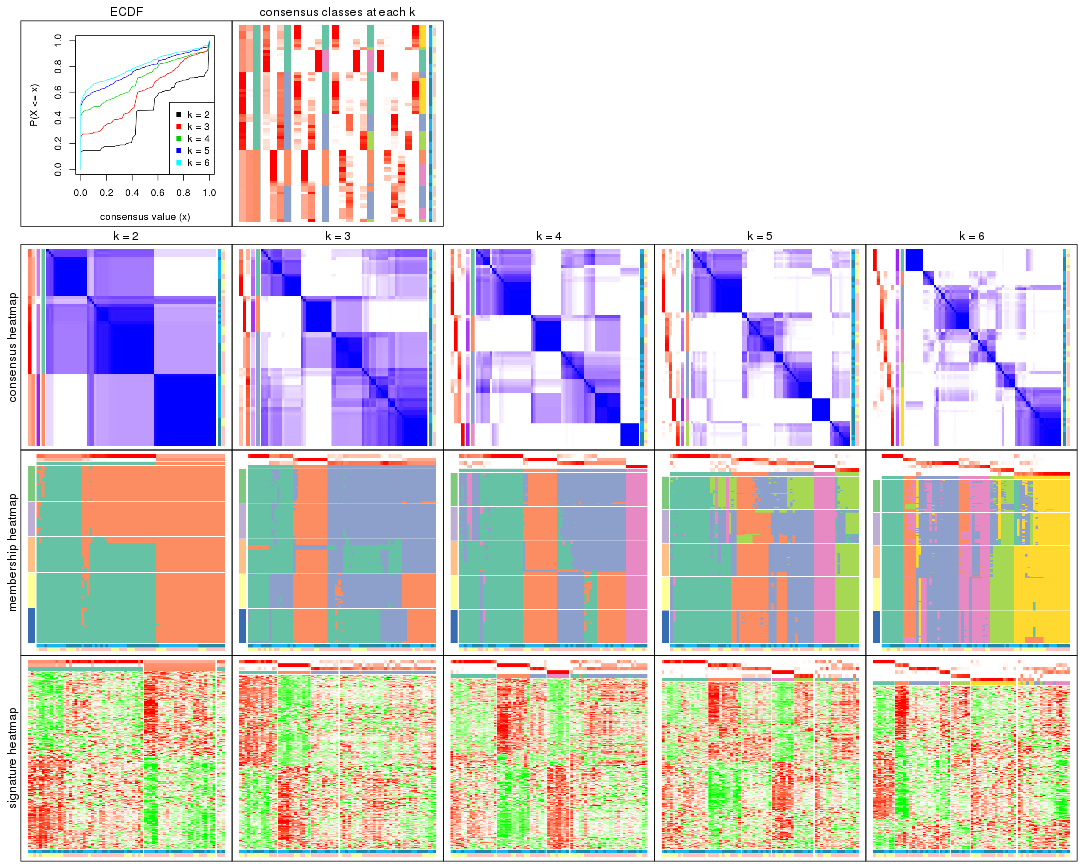 ECDF
consensus classes at each k
P(X <= x)
0.0
0.2
0.4
0.6
0.8
1.0
k = 2
k = 3
k = 4
k = 5
k = 6
0.0 0.2 0.4 0.6 0.8 1.0
consensus value (x)
k = 2
k = 3
k = 4
k = 5
k = 6
consensus heatmap
membership heatmap
signature heatmap